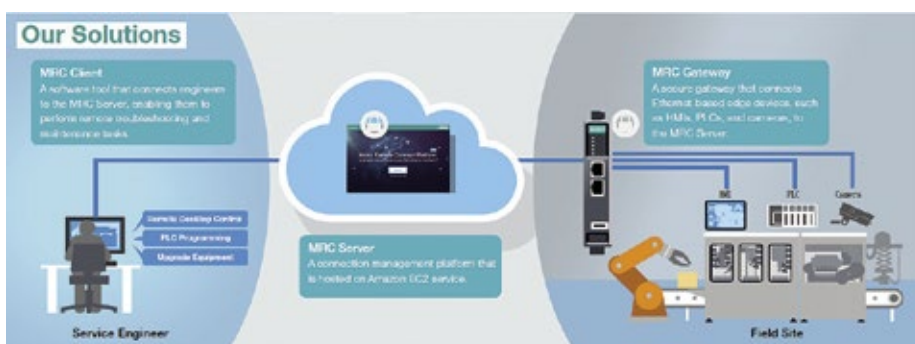 Our Solutions
MRC Client
A software tool that connects engineers
to the MRC Server, enabling them to
perform remote troubleshooting and
maintenance tasks.
MRC Gateway
A secure gateway that connects
Ethernet-based edge devices, such
as HMIs, PLCs, and cameras, to
the MRC Server.
HMI
PLC
Camera
Remote Desktop Control
PLC Programming
Upgrade Equipment
MRC Server
A connection management platform that
is hosted on Amazon EC2 service.
Service Engineer
Field Site